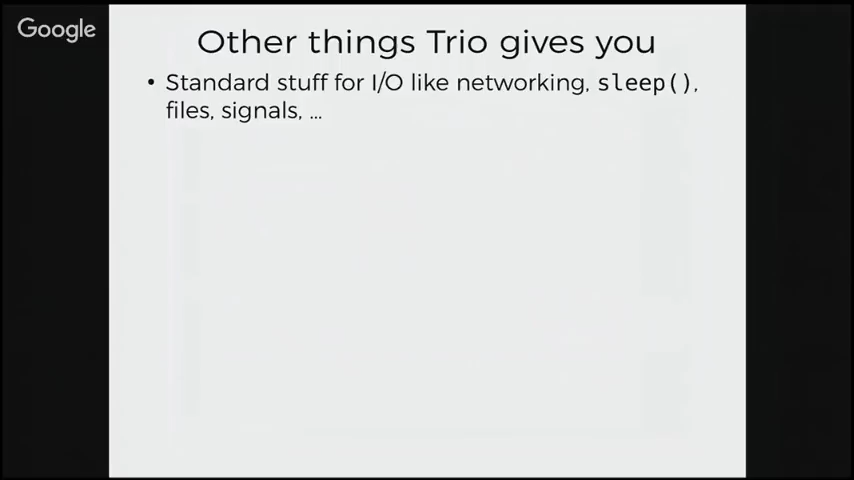 Google
Other things Trio gives you
• Standard stuff for I/O like networking, sleep(),
files, signals, ...